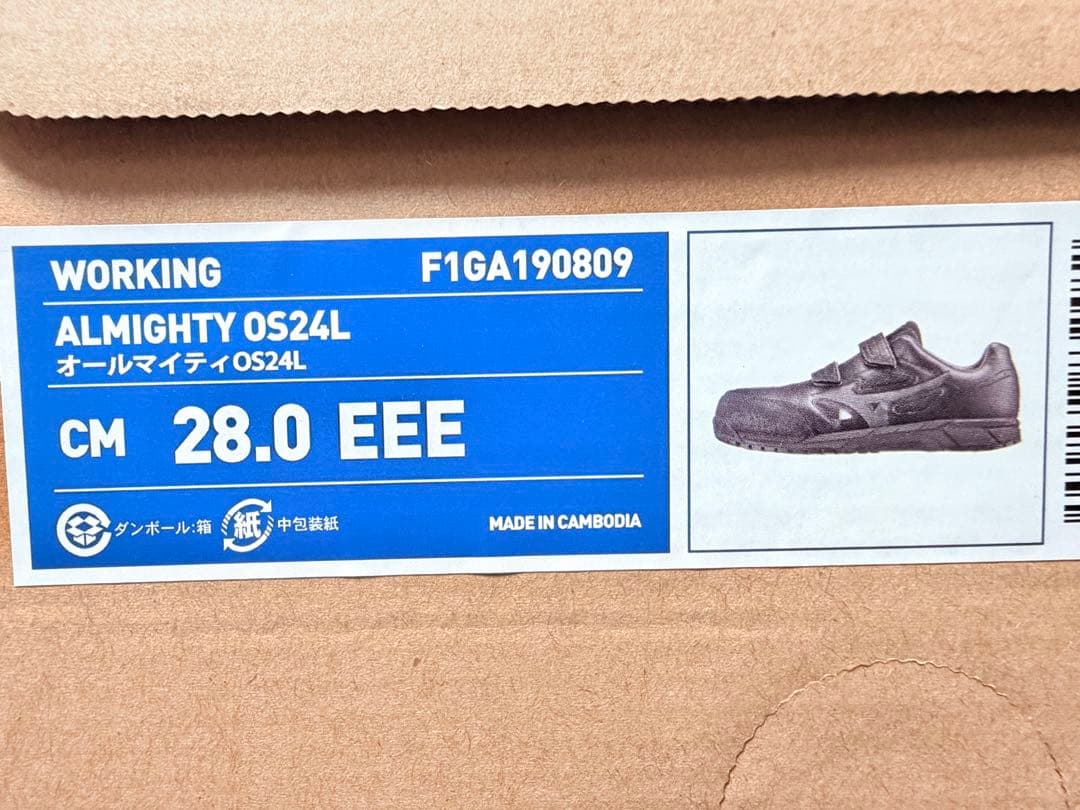 WORKING F1GA190809
ALMIGHTY OS24L
オールマイティOS24L
CM 28.0 EEE
ダンボール:箱 紙 中包装紙 MADE IN CAMBODIA